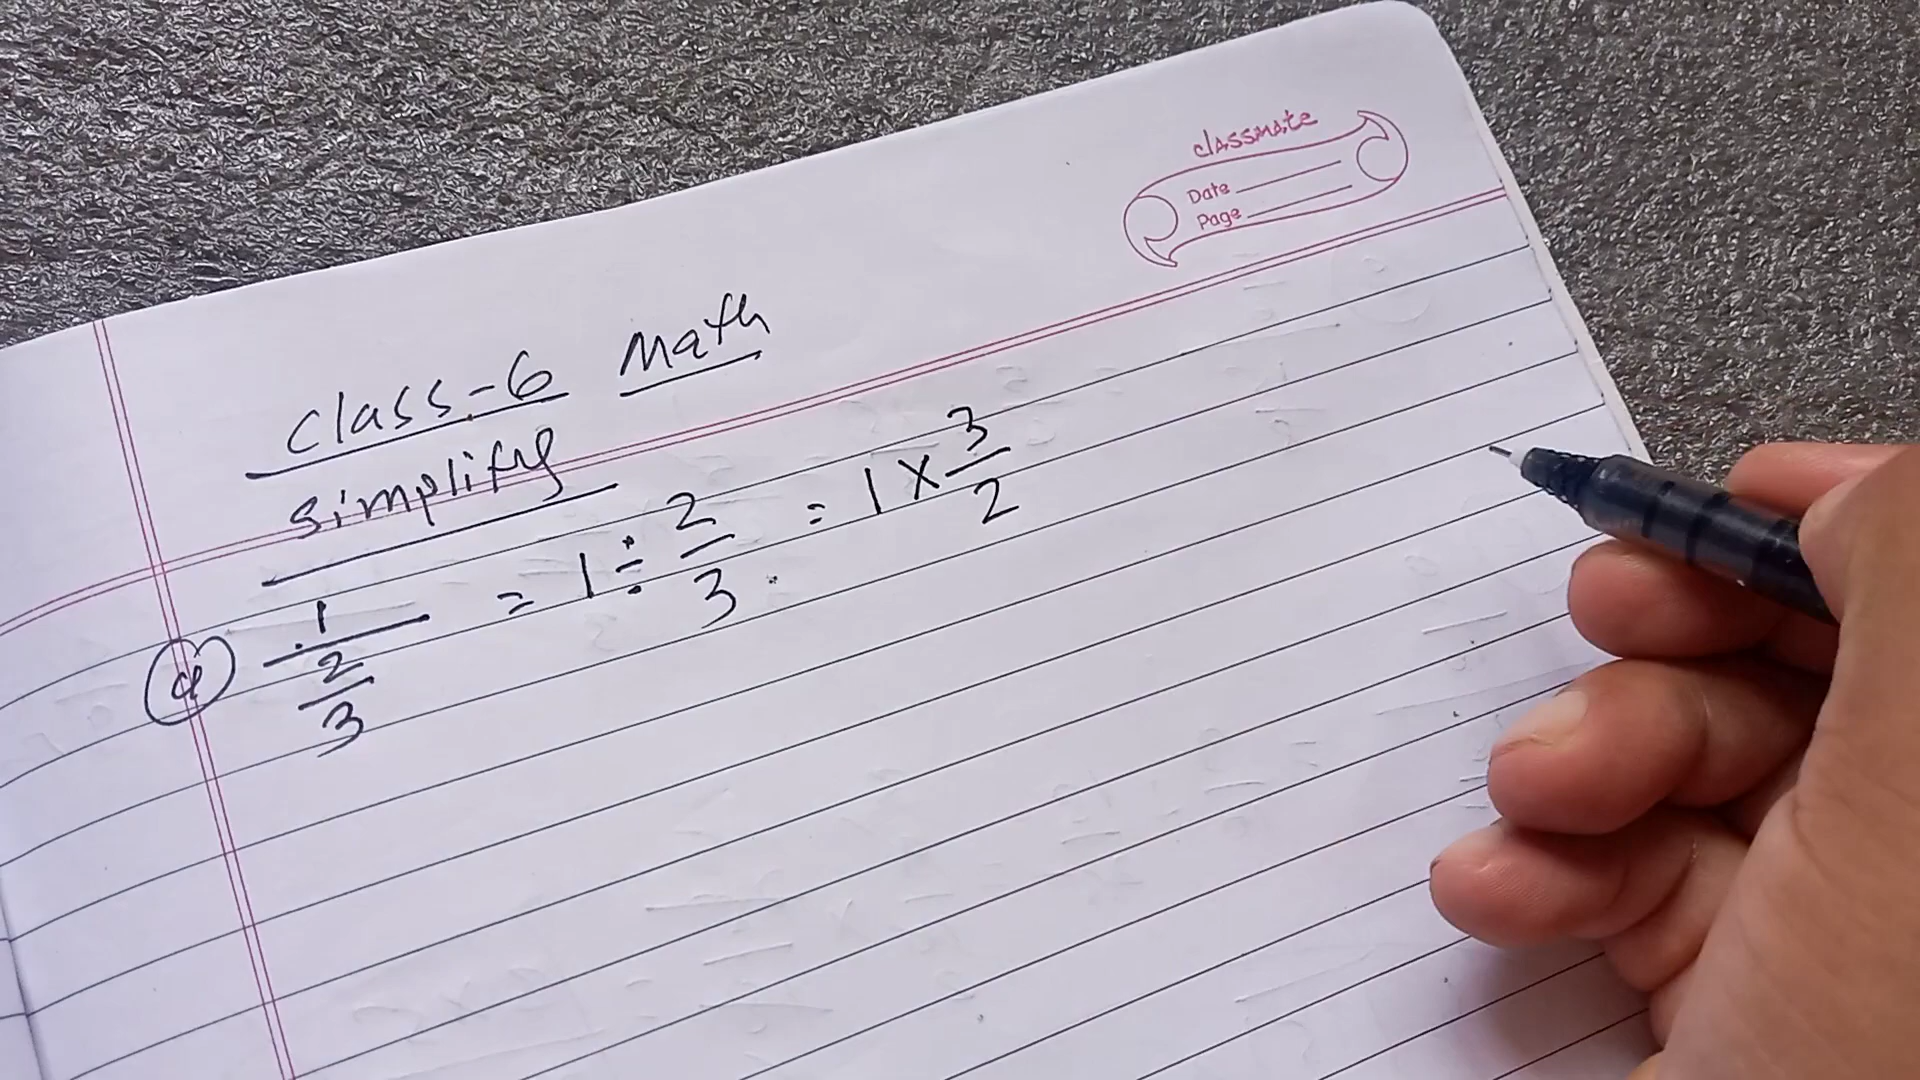 classmate
Date
Page
class-6 Math
simplify
1/(2/3) = 1 ÷ 2/3 = 1 × 3/2